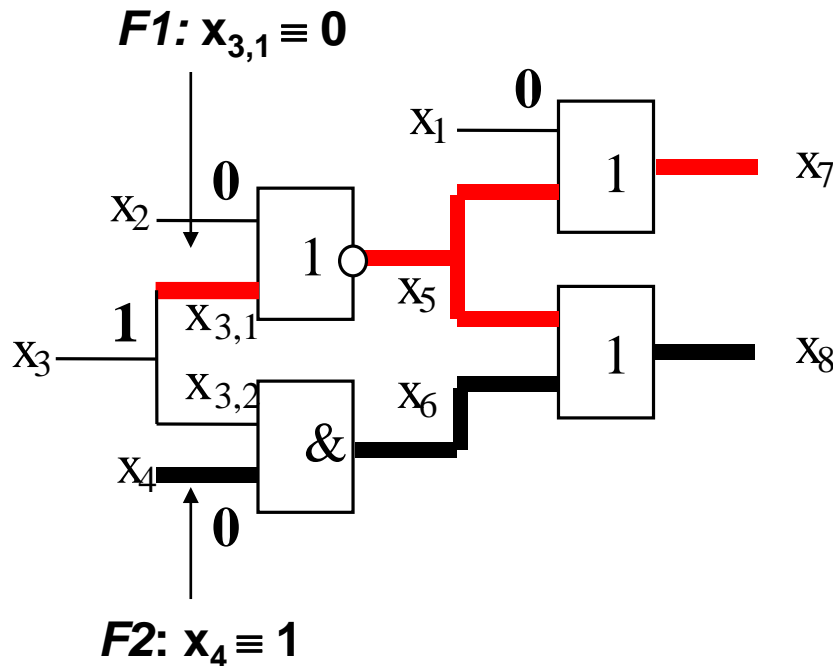 F1: x₃,₁ ≡ 0
0
x₁
1
x₇
0
x₂
1
x₅
x₃,₁
1
x₃
x₃,₂
1
x₈
x₆
&
x₄
0
F2: x₄ ≡ 1